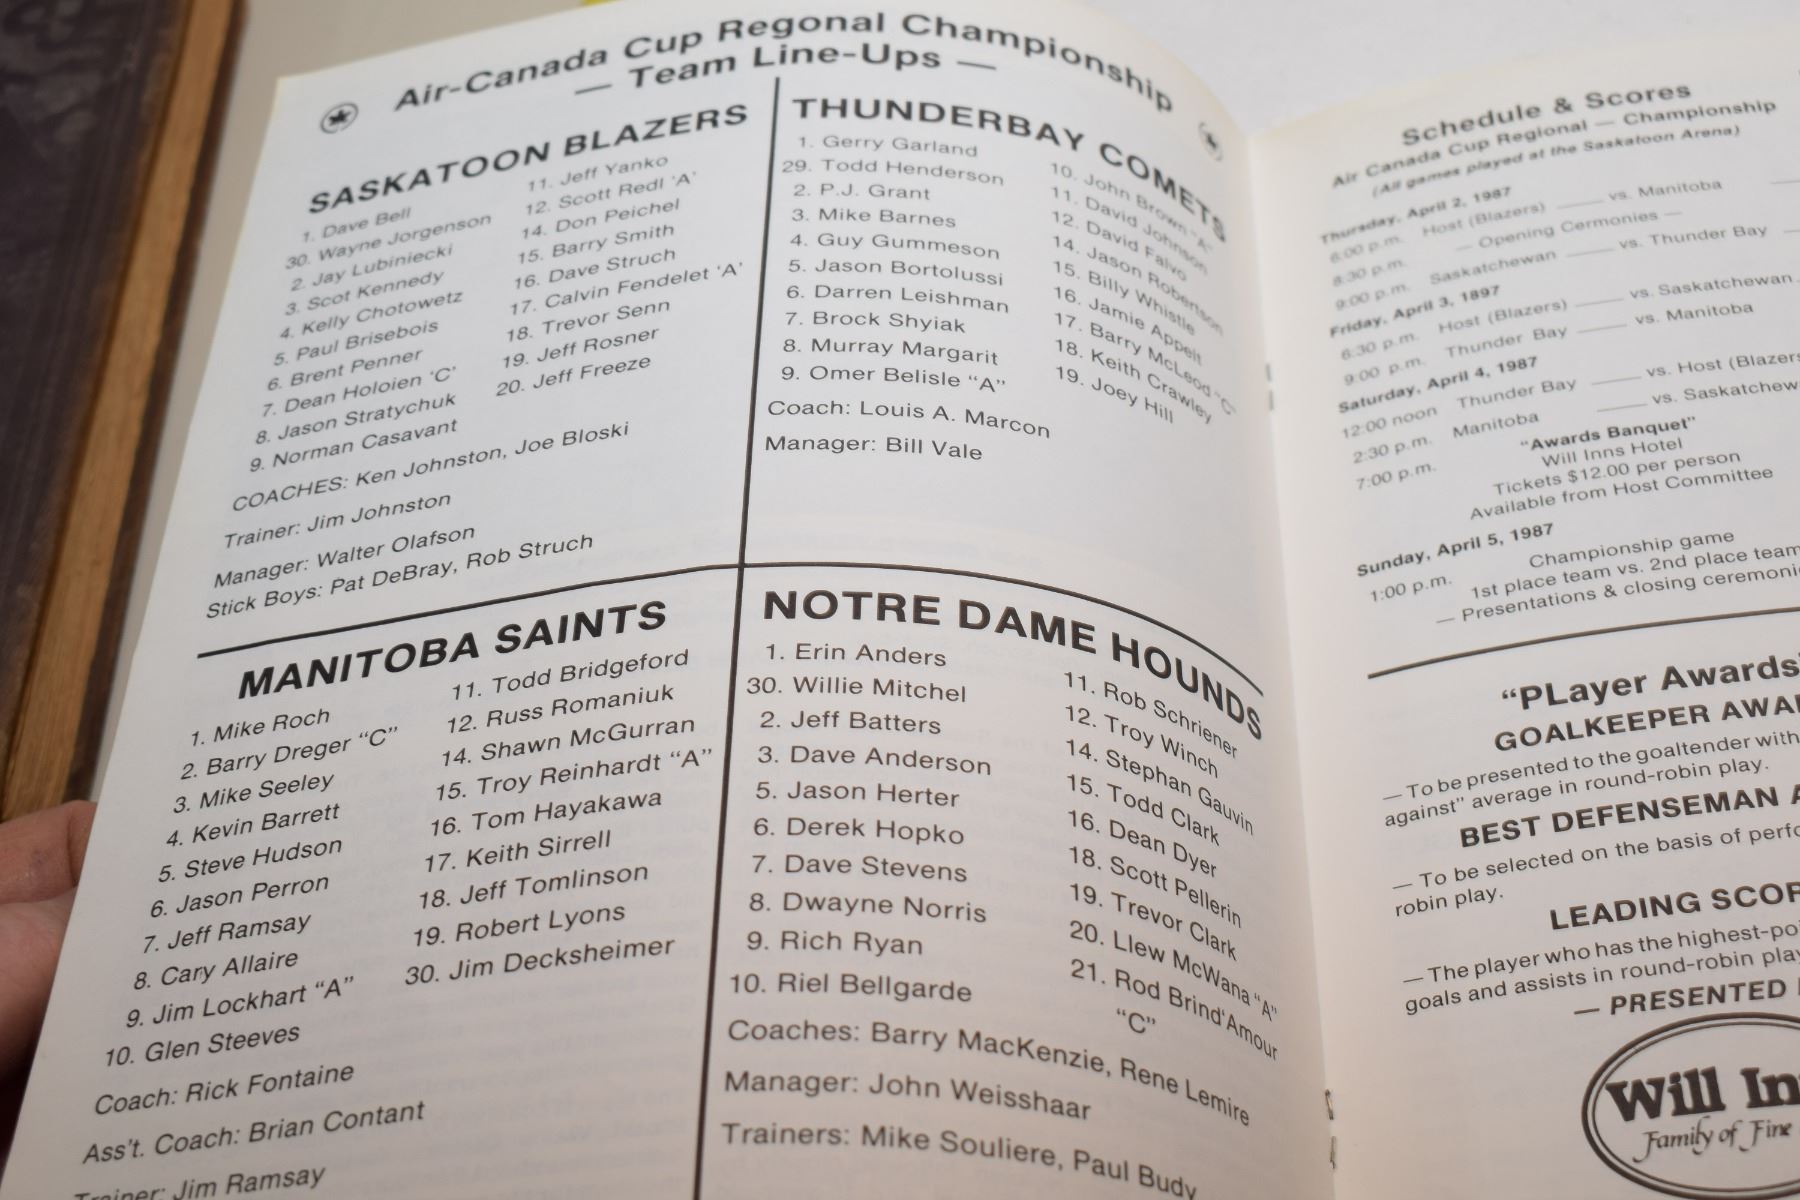 Air-Canada Cup Regonal Championship
— Team Line-Ups —
SASKATOON BLAZERS
1. Dave Bell
30. Wayne Jorgenson
2. Jay Lubiniecki
3. Scot Kennedy
4. Kelly Chotowetz
5. Paul Brisebois
6. Brent Penner
7. Dean Holoien 'C'
8. Jason Stratychuk
9. Norman Casavant
11. Jeff Yanko
12. Scott Redl 'A'
14. Don Peichel
15. Barry Smith
16. Dave Struch
17. Calvin Fendelet 'A'
18. Trevor Senn
19. Jeff Rosner
20. Jeff Freeze
COACHES: Ken Johnston, Joe Bloski
Trainer: Jim Johnston
Manager: Walter Olafson
Stick Boys: Pat DeBray, Rob Struch
THUNDERBAY COMETS
1. Gerry Garland
29. Todd Henderson
2. P.J. Grant
3. Mike Barnes
4. Guy Gummeson
5. Jason Bortolussi
6. Darren Leishman
7. Brock Shyiak
8. Murray Margarit
9. Omer Belisle "A"
10. John Brown "A"
11. David Johnson
12. David Falvo
14. Jason Robertson
15. Billy Whistle
16. Jamie Appelt
17. Barry McLeod "C"
18. Keith Crawley
19. Joey Hill
Coach: Louis A. Marcon
Manager: Bill Vale
MANITOBA SAINTS
1. Mike Roch
2. Barry Dreger "C"
3. Mike Seeley
4. Kevin Barrett
5. Steve Hudson
6. Jason Perron
7. Jeff Ramsay
8. Cary Allaire
9. Jim Lockhart "A"
10. Glen Steeves
11. Todd Bridgeford
12. Russ Romaniuk
14. Shawn McGurran
15. Troy Reinhardt "A"
16. Tom Hayakawa
17. Keith Sirrell
18. Jeff Tomlinson
19. Robert Lyons
30. Jim Decksheimer
Coach: Rick Fontaine
Ass't. Coach: Brian Contant
Trainer: Jim Ramsay
NOTRE DAME HOUNDS
1. Erin Anders
30. Willie Mitchel
2. Jeff Batters
3. Dave Anderson
5. Jason Herter
6. Derek Hopko
7. Dave Stevens
8. Dwayne Norris
9. Rich Ryan
10. Riel Bellgarde
11. Rob Schriener
12. Troy Winch
14. Stephan Gauvin
15. Todd Clark
16. Dean Dyer
18. Scott Pellerin
19. Trevor Clark
20. Llew McWana "A"
21. Rod Brind'Amour
"C"
Coaches: Barry MacKenzie, Rene Lemire
Manager: John Weisshaar
Trainers: Mike Souliere, Paul Budy
Schedule & Scores
Air Canada Cup Regional — Championship
(All games played at the Saskatoon Arena)
Thursday, April 2, 1987
6:00 p.m. Host (Blazers) ____ vs. Manitoba ____
8:30 p.m. — Opening Cermonies —
9:00 p.m. Saskatchewan ____ vs. Thunder Bay ____
Friday, April 3, 1897
6:30 p.m. Host (Blazers) ____ vs. Saskatchewan
9:00 p.m. Thunder Bay ____ vs. Manitoba
Saturday, April 4, 1987
12:00 noon Thunder Bay ____ vs. Host (Blazers
2:30 p.m. Manitoba ____ vs. Saskatchew
7:00 p.m. "Awards Banquet"
Will Inns Hotel
Tickets $12.00 per person
Available from Host Committee
Sunday, April 5, 1987
1:00 p.m. Championship game
1st place team vs. 2nd place team
— Presentations & closing ceremoni
"PLayer Awards"
GOALKEEPER AWA
— To be presented to the goaltender with
against" average in round-robin play.
BEST DEFENSEMAN A
— To be selected on the basis of perfo
robin play.
LEADING SCOR
— The player who has the highest-poi
goals and assists in round-robin play
— PRESENTED
Will In
Family of Fine